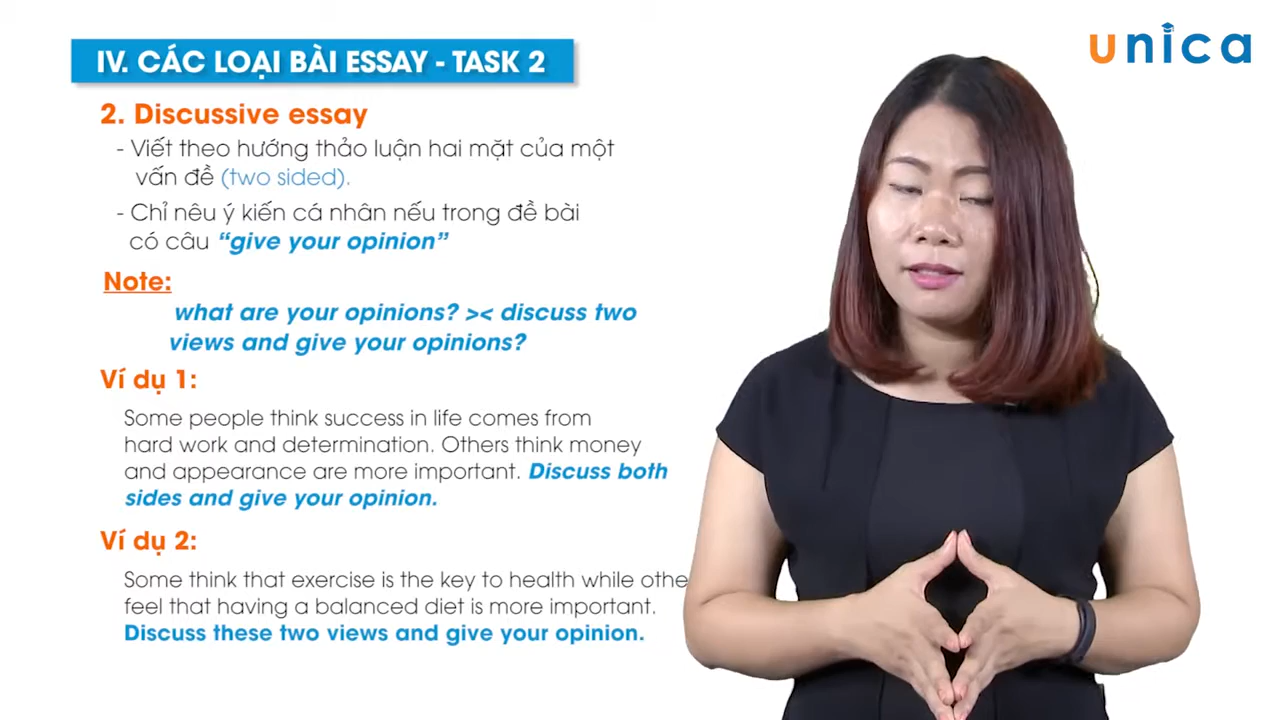 unica
IV. CÁC LOẠI BÀI ESSAY - TASK 2
2. Discussive essay
- Viết theo hướng thảo luận hai mặt của một
vấn đề (two sided).
- Chỉ nêu ý kiến cá nhân nếu trong đề bài
có câu “give your opinion”
Note:
what are your opinions? >< discuss two
views and give your opinions?
Ví dụ 1:
Some people think success in life comes from
hard work and determination. Others think money
and appearance are more important. Discuss both
sides and give your opinion.
Ví dụ 2:
Some think that exercise is the key to health while othe
feel that having a balanced diet is more important.
Discuss these two views and give your opinion.